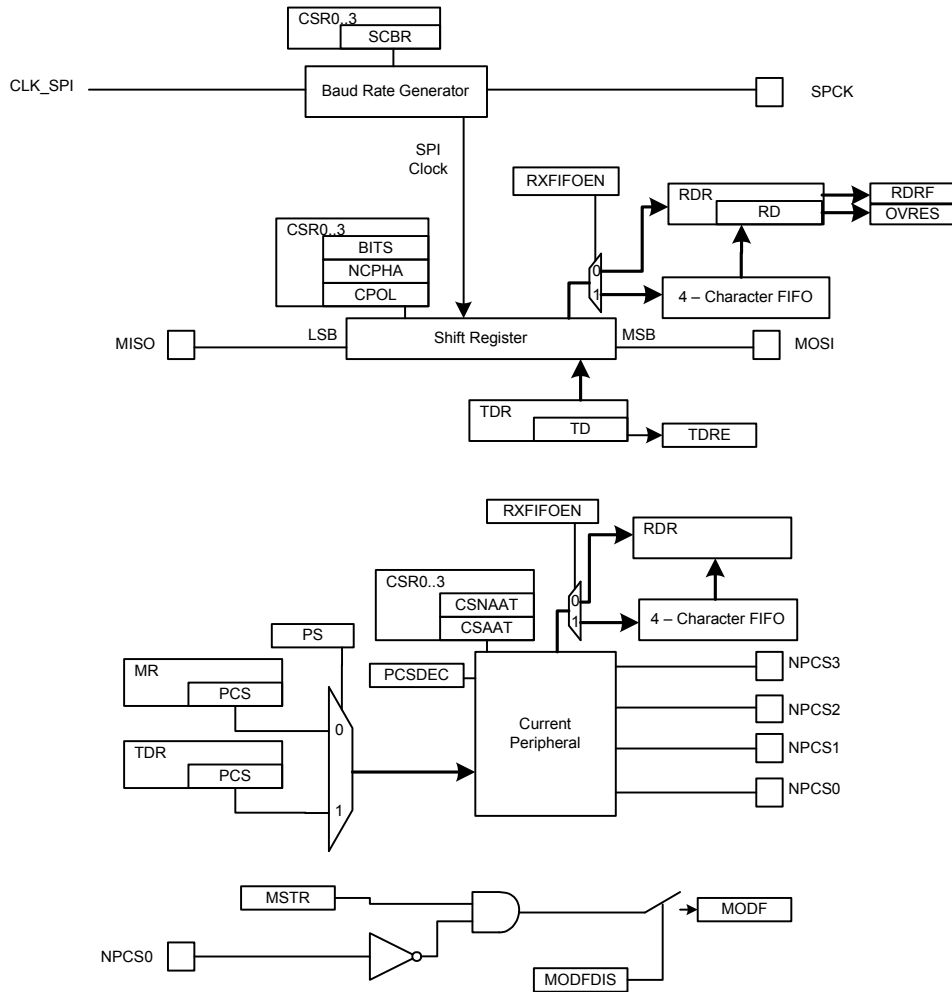 CSR0..3
SCBR
CLK_SPI
Baud Rate Generator
SPCK
SPI
Clock
RXFIFOEN
RDR
RD
RDRF
OVRES
CSR0..3
BITS
NCPHA
CPOL
0
1
4 – Character FIFO
MISO
LSB
Shift Register
MSB
MOSI
TDR
TD
TDRE
RXFIFOEN
RDR
CSR0..3
CSNAAT
CSAAT
0
1
4 – Character FIFO
PS
MR
PCS
PCSDEC
NPCS3
0
Current
Peripheral
NPCS2
TDR
PCS
NPCS1
1
NPCS0
MSTR
MODF
NPCS0
MODFDIS